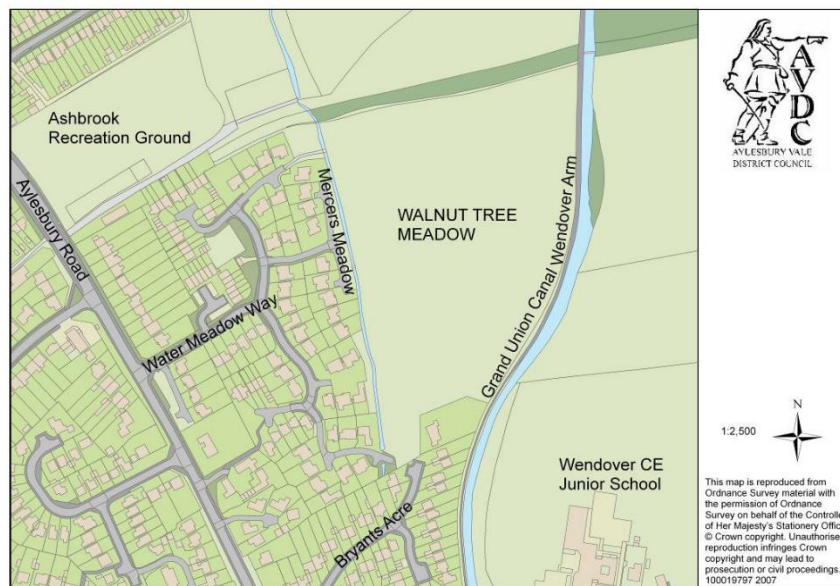 Ashbrook
Recreation Ground
Aylesbury Road
Mercers Meadow
WALNUT TREE
MEADOW
Water Meadow Way
Grand Union Canal Wendover Arm
Wendover CE
Junior School
Bryants Acre
AVDC
AYLESBURY VALE
DISTRICT COUNCIL
N
1:2,500
This map is reproduced from
Ordnance Survey material with
the permission of Ordnance
Survey on behalf of the Controlle
of Her Majesty's Stationery Offic
© Crown copyright. Unauthorise
reproduction infringes Crown
copyright and may lead to
prosecution or civil proceedings
100019797 2007